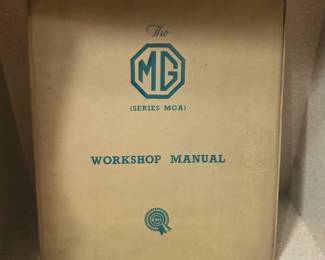 The
MG
(SERIES MGA)
WORKSHOP MANUAL